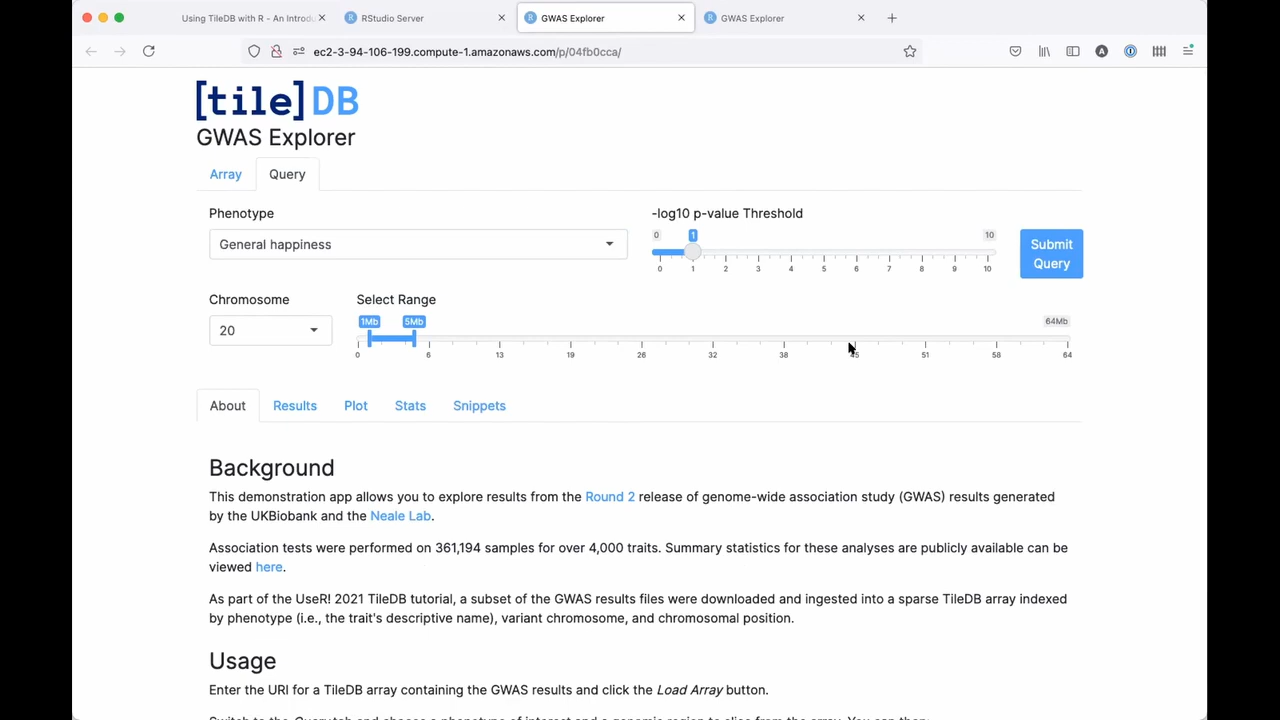 Using TileDB with R - An Introdu
RStudio Server
GWAS Explorer
GWAS Explorer
ec2-3-94-106-199.compute-1.amazonaws.com/p/04fb0cca/
[tile]DB
GWAS Explorer
Array Query
Phenotype
General happiness
-log10 p-value Threshold
0 1 10
0 1 2 3 4 5 6 7 8 9 10
Submit
Query
Chromosome
20
Select Range
1Mb 5Mb 64Mb
0 6 13 19 26 32 38 45 51 58 64
About Results Plot Stats Snippets
Background
This demonstration app allows you to explore results from the Round 2 release of genome-wide association study (GWAS) results generated
by the UKBiobank and the Neale Lab.
Association tests were performed on 361,194 samples for over 4,000 traits. Summary statistics for these analyses are publicly available can be
viewed here.
As part of the UseR! 2021 TileDB tutorial, a subset of the GWAS results files were downloaded and ingested into a sparse TileDB array indexed
by phenotype (i.e., the trait's descriptive name), variant chromosome, and chromosomal position.
Usage
Enter the URI for a TileDB array containing the GWAS results and click the Load Array button.